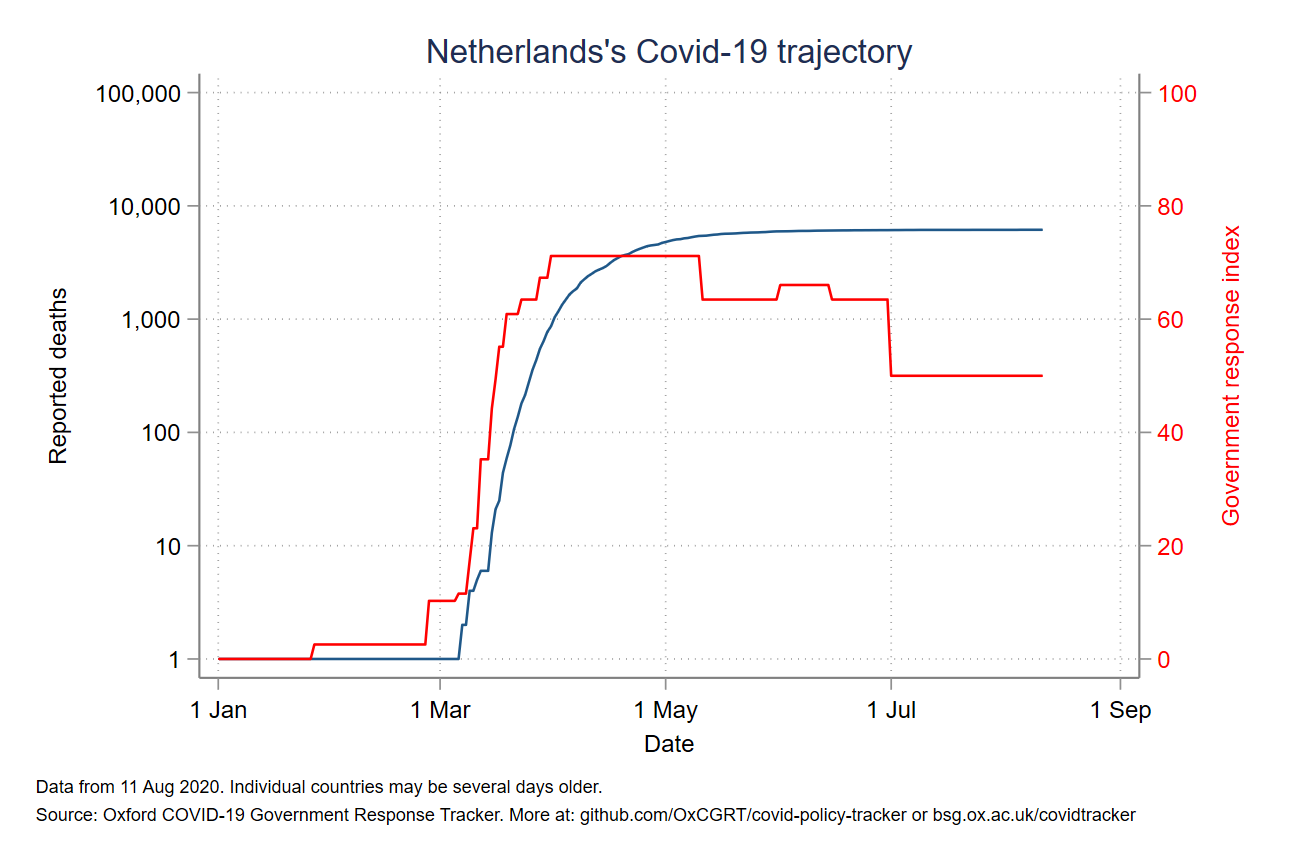 Netherlands's Covid-19 trajectory
100,000
10,000
1,000
100
10
1
Reported deaths
100
80
60
40
20
0
Government response index
1 Jan
1 Mar
1 May
1 Jul
1 Sep
Date
Data from 11 Aug 2020. Individual countries may be several days older.
Source: Oxford COVID-19 Government Response Tracker. More at: github.com/OxCGRT/covid-policy-tracker or bsg.ox.ac.uk/covidtracker